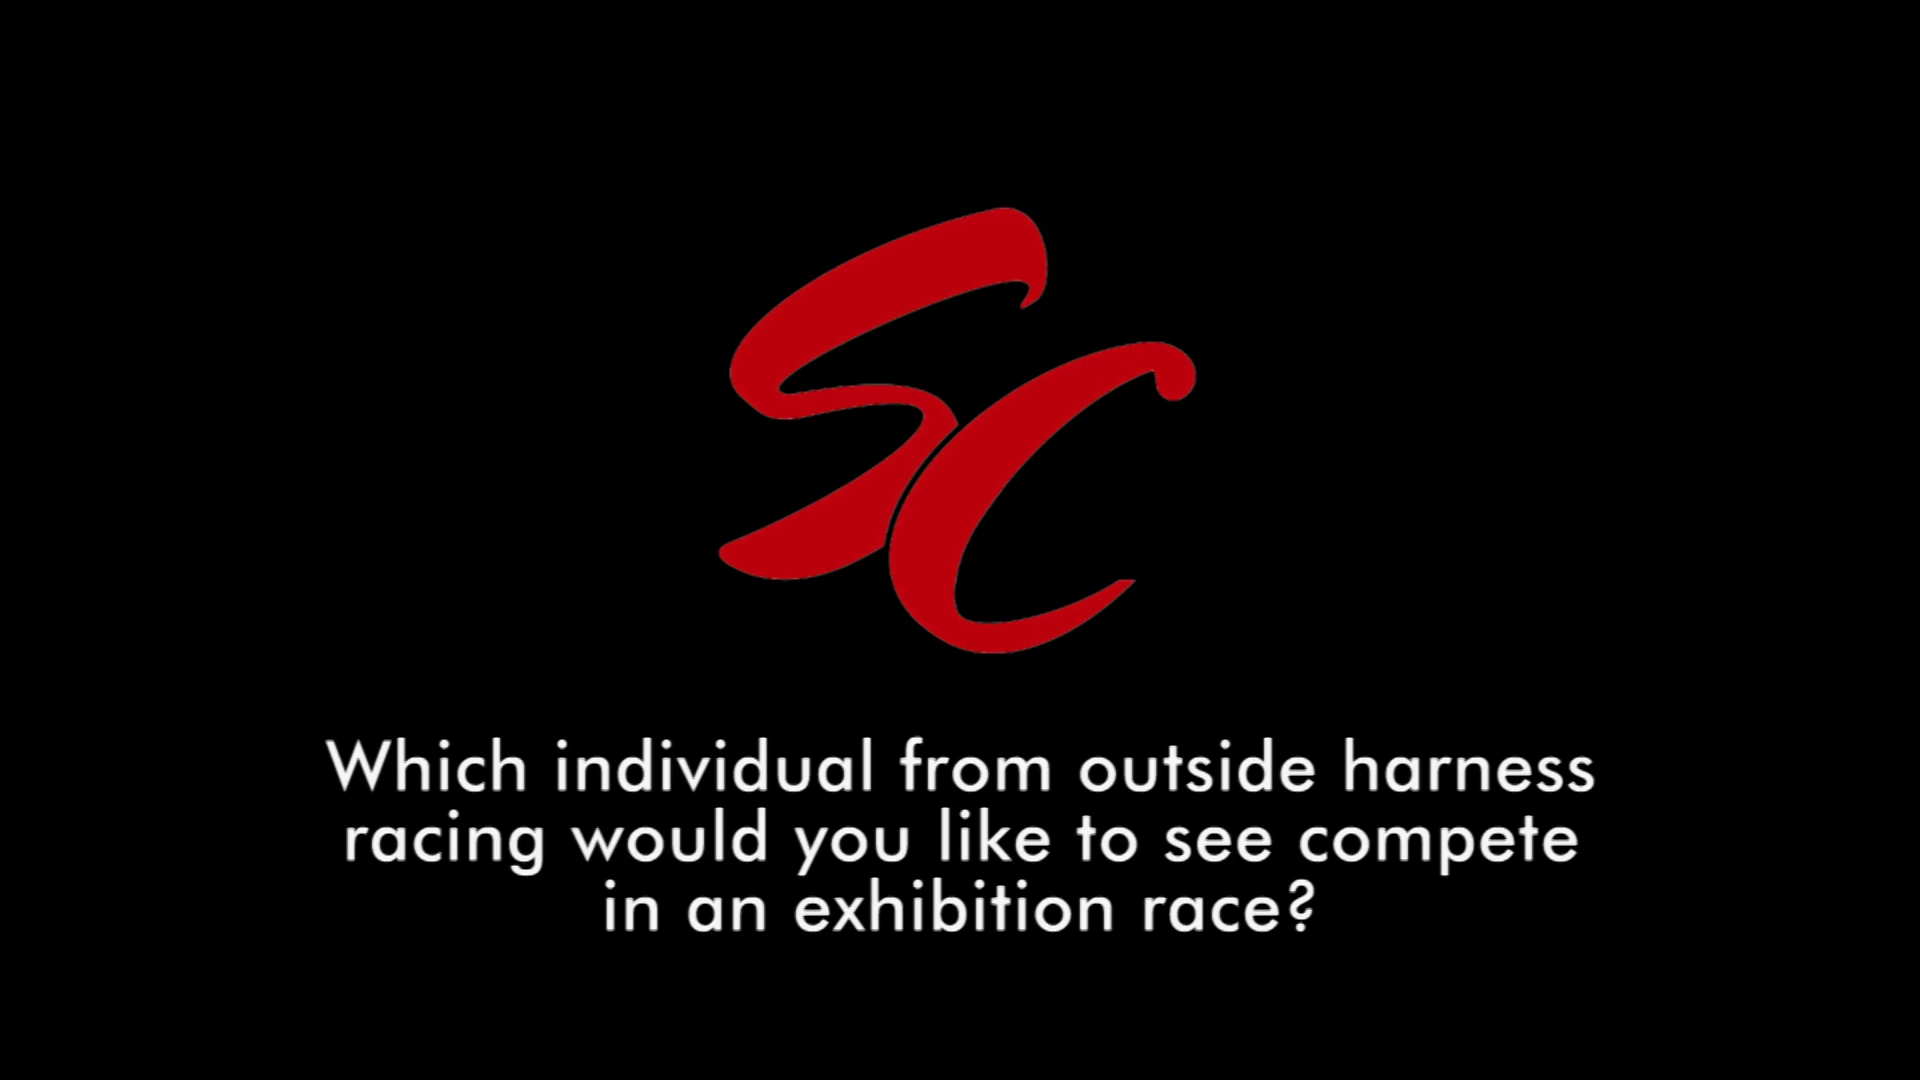 SC
Which individual from outside harness
racing would you like to see compete
in an exhibition race?